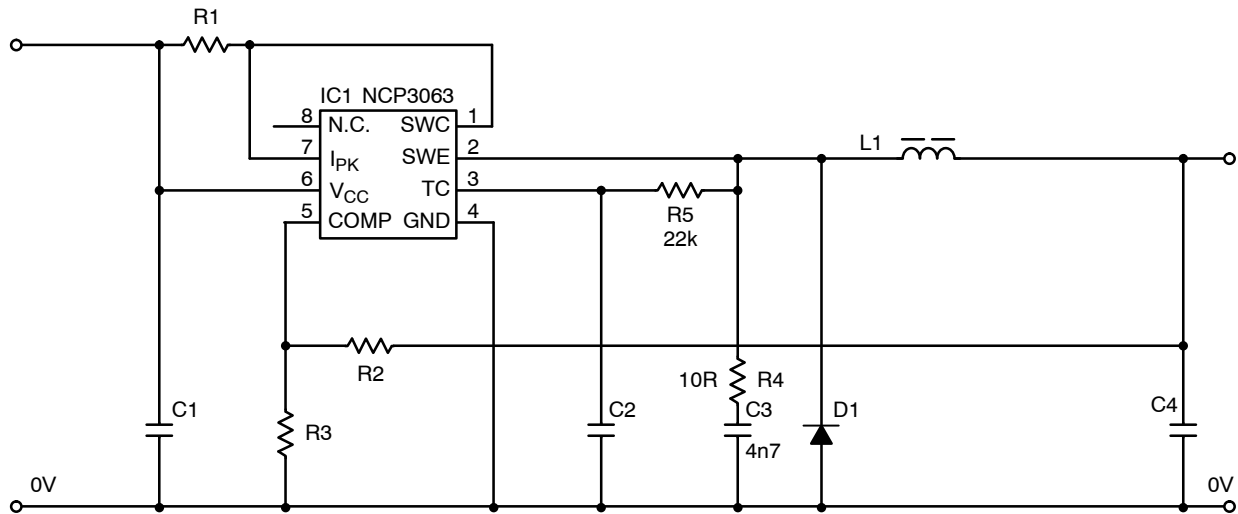 R1
IC1 NCP3063
8 N.C. SWC 1
7 IPK SWE 2
6 VCC TC 3
5 COMP GND 4
L1
R5
22k
R2
10R R4
C1
R3
C2
C3
4n7
D1
C4
0V
0V